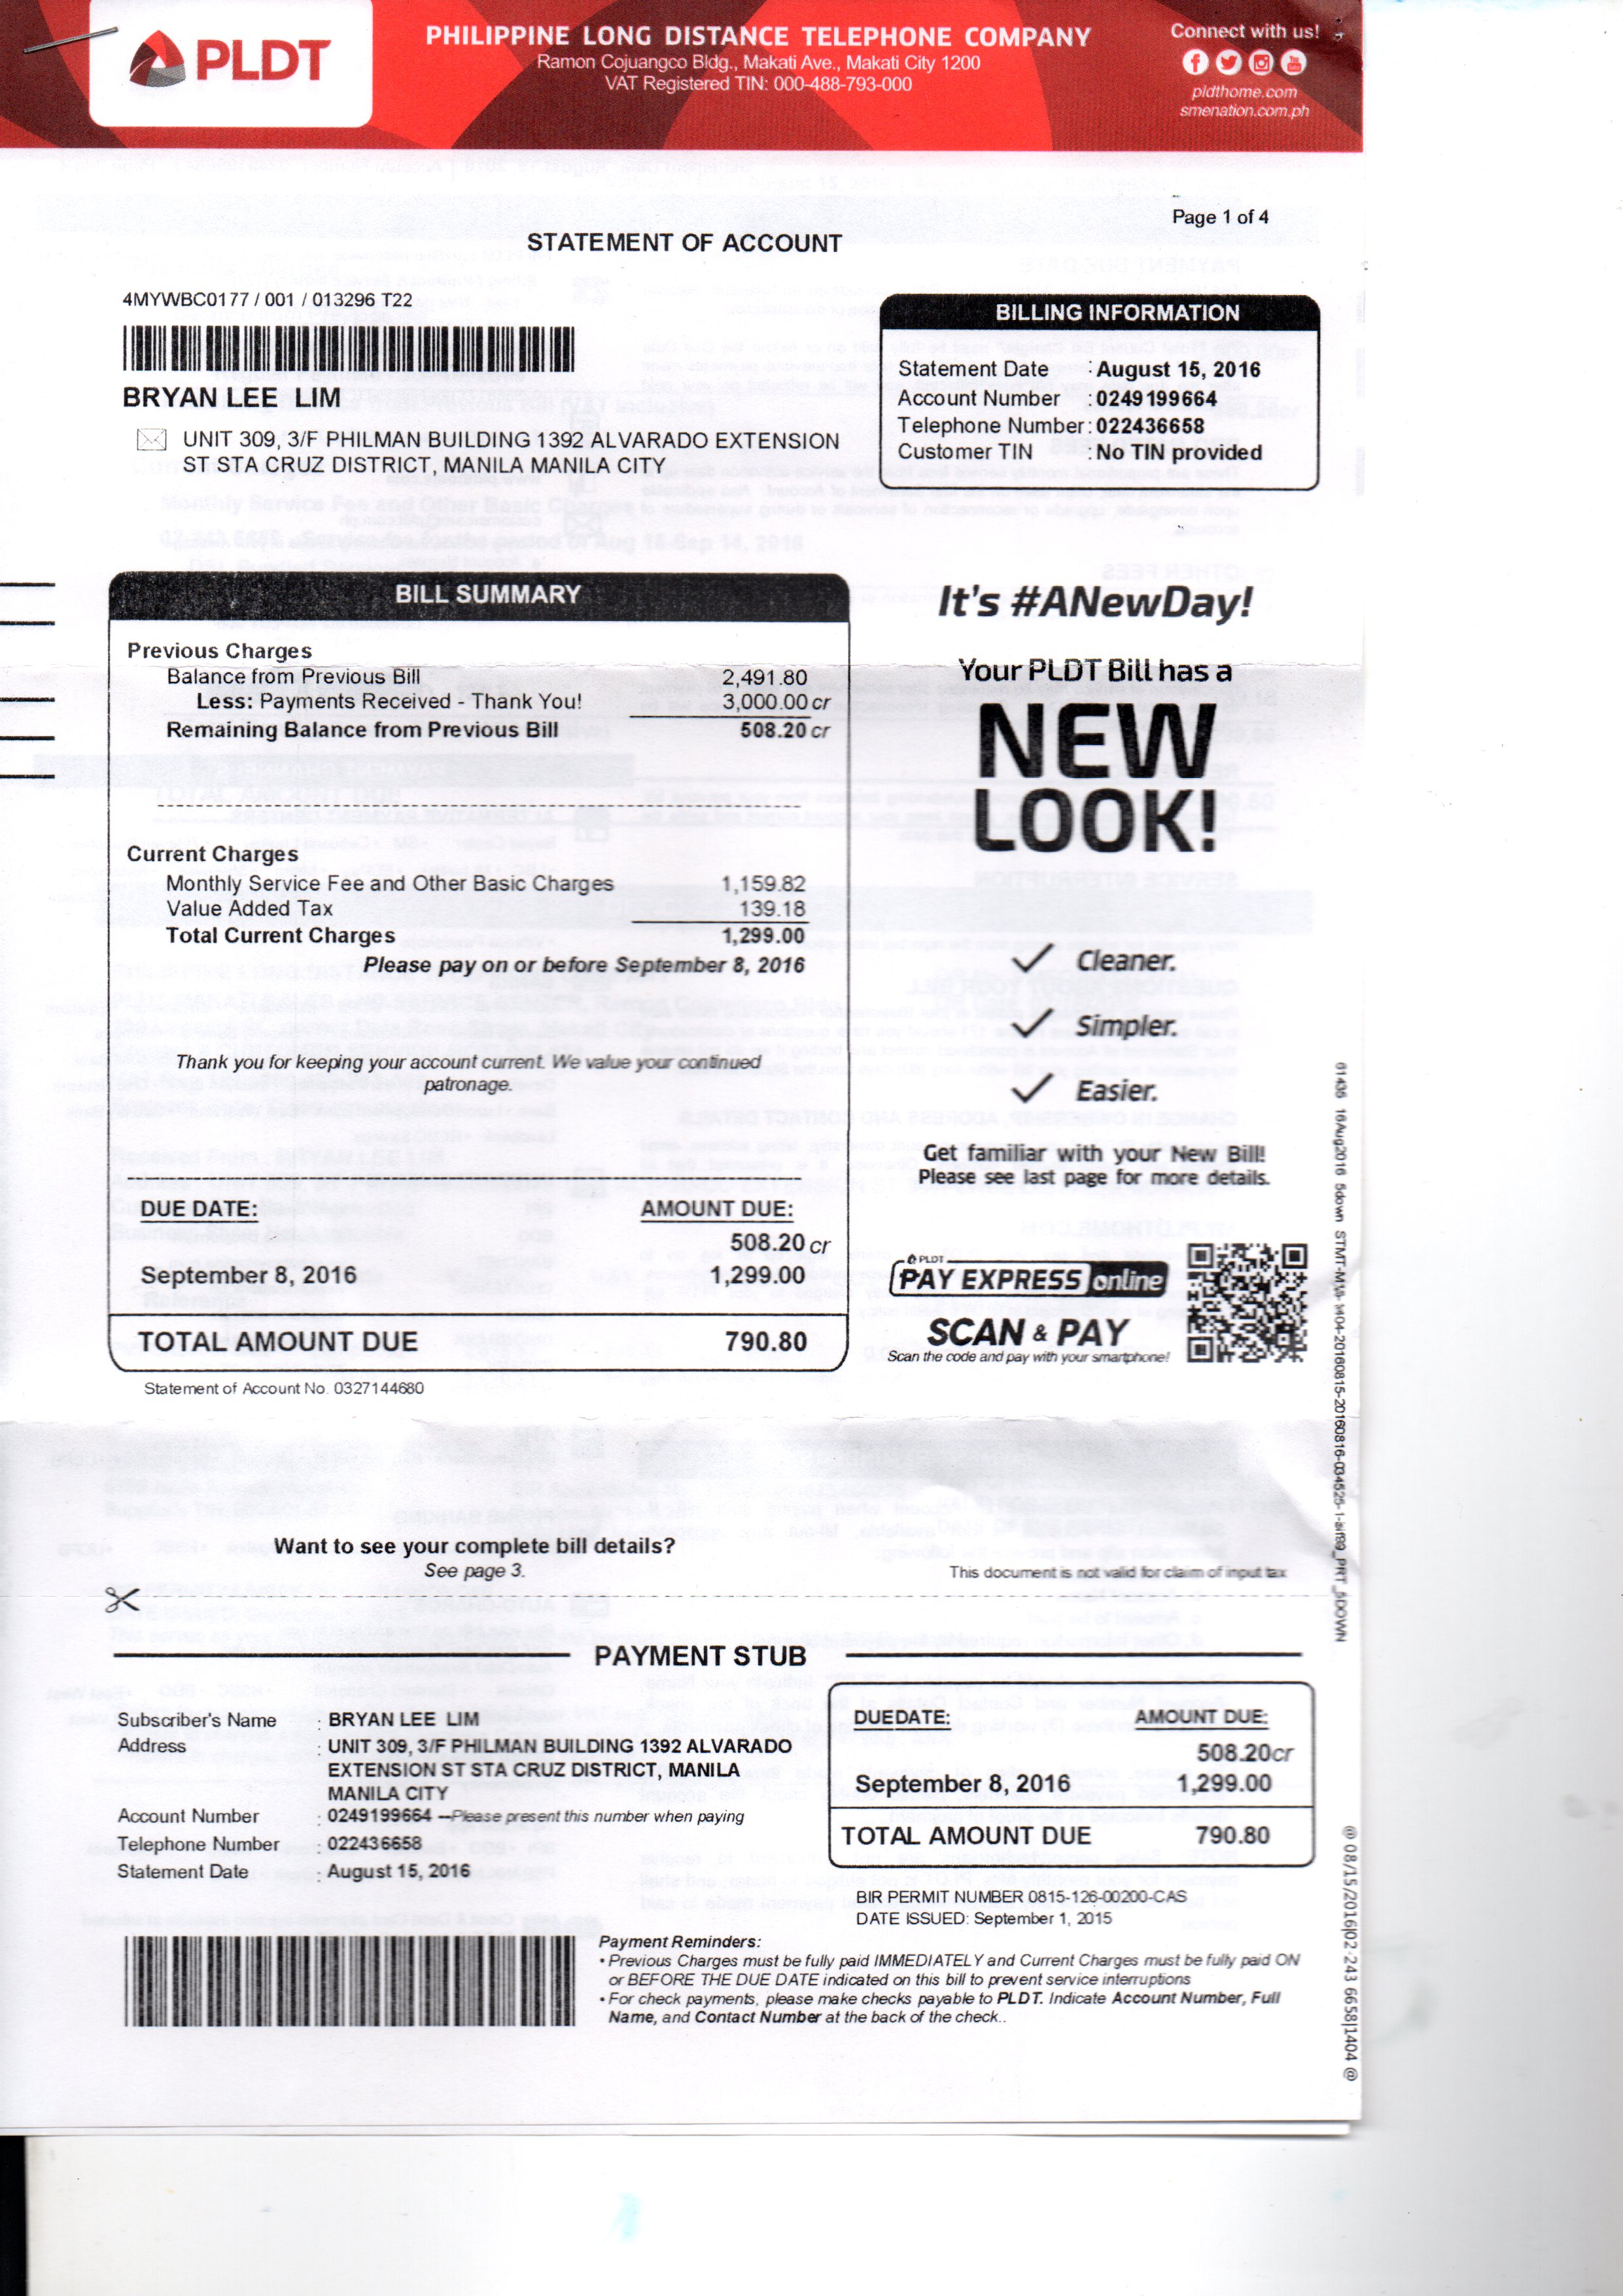 PLDT
PHILIPPINE LONG DISTANCE TELEPHONE COMPANY
Ramon Cojuangco Bldg., Makati Ave., Makati City 1200
VAT Registered TIN: 000-488-793-000
Connect with us!
pldthome.com
smenation.com.ph
Page 1 of 4
STATEMENT OF ACCOUNT
4MYWBC0177 / 001 / 013296 T22
BRYAN LEE LIM
UNIT 309, 3/F PHILMAN BUILDING 1392 ALVARADO EXTENSION
ST STA CRUZ DISTRICT, MANILA MANILA CITY
BILLING INFORMATION
Statement Date : August 15, 2016
Account Number : 0249199664
Telephone Number : 022436658
Customer TIN : No TIN provided
BILL SUMMARY
Previous Charges
Balance from Previous Bill 2,491.80
Less: Payments Received - Thank You! 3,000.00 cr
Remaining Balance from Previous Bill 508.20 cr
Current Charges
Monthly Service Fee and Other Basic Charges 1,159.82
Value Added Tax 139.18
Total Current Charges 1,299.00
Please pay on or before September 8, 2016
Thank you for keeping your account current. We value your continued
patronage.
DUE DATE: AMOUNT DUE:
508.20 cr
September 8, 2016 1,299.00
TOTAL AMOUNT DUE 790.80
Statement of Account No. 0327144680
It's #ANewDay!
Your PLDT Bill has a
NEW
LOOK!
Cleaner.
Simpler.
Easier.
Get familiar with your New Bill!
Please see last page for more details.
PLDT
PAY EXPRESS online
SCAN & PAY
Scan the code and pay with your smartphone!
Want to see your complete bill details?
See page 3.
This document is not valid for claim of input tax
PAYMENT STUB
Subscriber's Name : BRYAN LEE LIM
Address : UNIT 309, 3/F PHILMAN BUILDING 1392 ALVARADO
EXTENSION ST STA CRUZ DISTRICT, MANILA
MANILA CITY
Account Number : 0249199664 --Please present this number when paying
Telephone Number : 022436658
Statement Date : August 15, 2016
DUE DATE: AMOUNT DUE:
508.20cr
September 8, 2016 1,299.00
TOTAL AMOUNT DUE 790.80
BIR PERMIT NUMBER 0815-126-00200-CAS
DATE ISSUED: September 1, 2015
Payment Reminders:
• Previous Charges must be fully paid IMMEDIATELY and Current Charges must be fully paid ON
or BEFORE THE DUE DATE indicated on this bill to prevent service interruptions
• For check payments, please make checks payable to PLDT. Indicate Account Number, Full
Name, and Contact Number at the back of the check..
61435 16Aug2016 5down
@ 08/15/2016|02-243 6658|1404 @